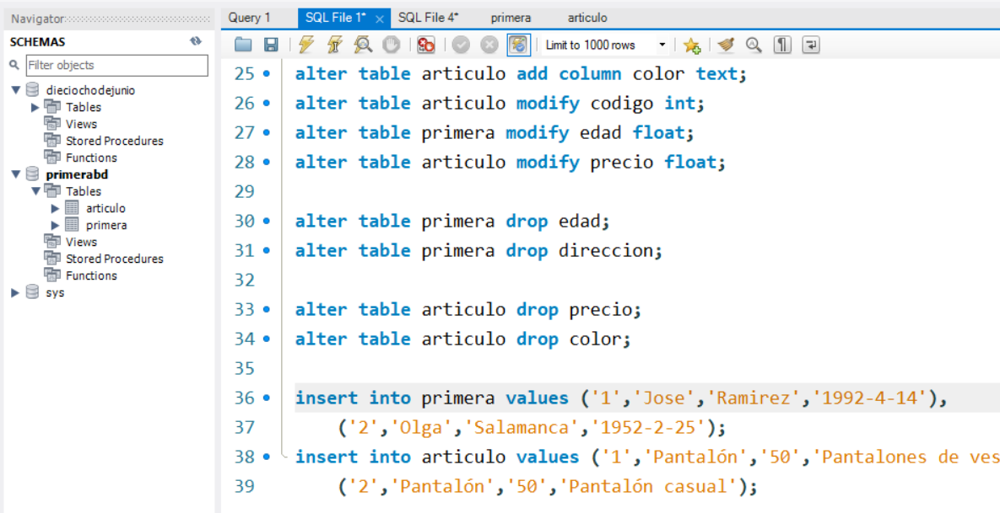 Navigator
SCHEMAS
Filter objects
dieciochodejunio
Tables
Views
Stored Procedures
Functions
primerabd
Tables
articulo
primera
Views
Stored Procedures
Functions
sys
Query 1 SQL File 1* × SQL File 4* primera articulo
Limit to 1000 rows
25 alter table articulo add column color text;
26 alter table articulo modify codigo int;
27 alter table primera modify edad float;
28 alter table articulo modify precio float;
29
30 alter table primera drop edad;
31 alter table primera drop direccion;
32
33 alter table articulo drop precio;
34 alter table articulo drop color;
35
36 insert into primera values ('1','Jose','Ramirez','1992-4-14'),
37 ('2','Olga','Salamanca','1952-2-25');
38 insert into articulo values ('1','Pantalón','50','Pantalones de ves
39 ('2','Pantalón','50','Pantalón casual');